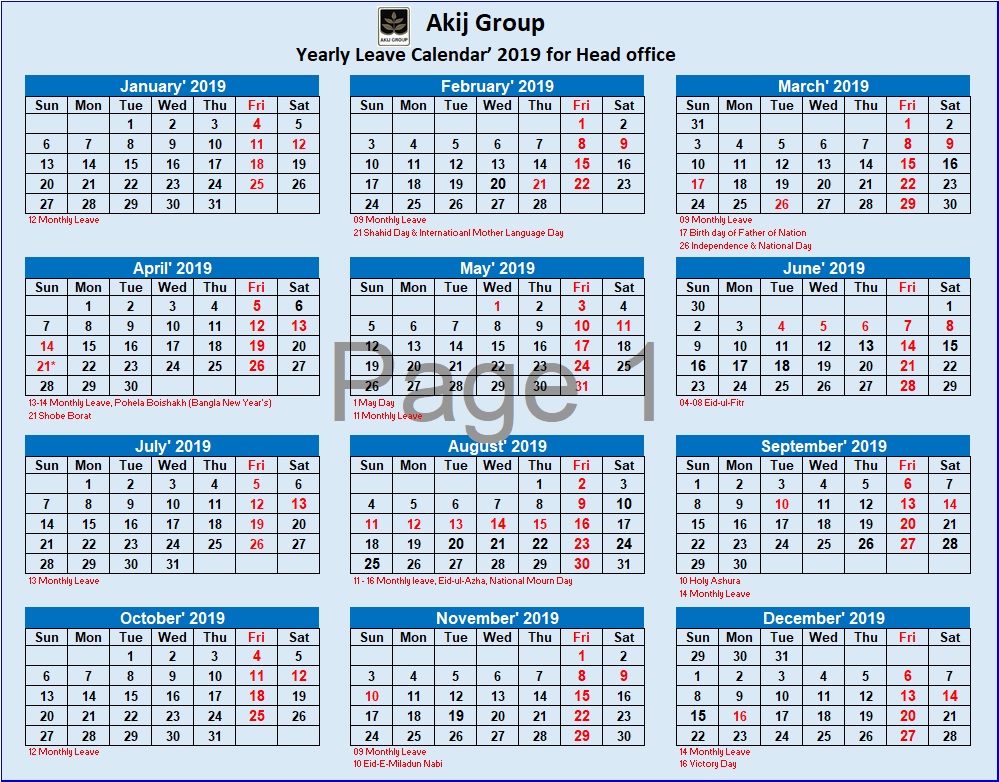 AKIJ GROUP
Akij Group
Yearly Leave Calendar’ 2019 for Head office
January' 2019
Sun Mon Tue Wed Thu Fri Sat
1 2 3 4 5
6 7 8 9 10 11 12
13 14 15 16 17 18 19
20 21 22 23 24 25 26
27 28 29 30 31
12 Monthly Leave
February' 2019
Sun Mon Tue Wed Thu Fri Sat
1 2
3 4 5 6 7 8 9
10 11 12 13 14 15 16
17 18 19 20 21 22 23
24 25 26 27 28
09 Monthly Leave
21 Shahid Day & Internatioanl Mother Language Day
March' 2019
Sun Mon Tue Wed Thu Fri Sat
31 1 2
3 4 5 6 7 8 9
10 11 12 13 14 15 16
17 18 19 20 21 22 23
24 25 26 27 28 29 30
09 Monthly Leave
17 Birth day of Father of Nation
26 Independence & National Day
April' 2019
Sun Mon Tue Wed Thu Fri Sat
1 2 3 4 5 6
7 8 9 10 11 12 13
14 15 16 17 18 19 20
21* 22 23 24 25 26 27
28 29 30
13-14 Monthly Leave, Pohela Boishakh (Bangla New Year's)
21 Shobe Borat
May' 2019
Sun Mon Tue Wed Thu Fri Sat
1 2 3 4
5 6 7 8 9 10 11
12 13 14 15 16 17 18
19 20 21 22 23 24 25
26 27 28 29 30 31
1 May Day
11 Monthly Leave
Page 1
June' 2019
Sun Mon Tue Wed Thu Fri Sat
30 1
2 3 4 5 6 7 8
9 10 11 12 13 14 15
16 17 18 19 20 21 22
23 24 25 26 27 28 29
04-08 Eid-ul-Fitr
July' 2019
Sun Mon Tue Wed Thu Fri Sat
1 2 3 4 5 6
7 8 9 10 11 12 13
14 15 16 17 18 19 20
21 22 23 24 25 26 27
28 29 30 31
13 Monthly Leave
August' 2019
Sun Mon Tue Wed Thu Fri Sat
1 2 3
4 5 6 7 8 9 10
11 12 13 14 15 16 17
18 19 20 21 22 23 24
25 26 27 28 29 30 31
11 - 16 Monthly leave, Eid-ul-Azha, National Mourn Day
September' 2019
Sun Mon Tue Wed Thu Fri Sat
1 2 3 4 5 6 7
8 9 10 11 12 13 14
15 16 17 18 19 20 21
22 23 24 25 26 27 28
29 30
10 Holy Ashura
14 Monthly Leave
October' 2019
Sun Mon Tue Wed Thu Fri Sat
1 2 3 4 5
6 7 8 9 10 11 12
13 14 15 16 17 18 19
20 21 22 23 24 25 26
27 28 29 30 31
12 Monthly Leave
November' 2019
Sun Mon Tue Wed Thu Fri Sat
1 2
3 4 5 6 7 8 9
10 11 12 13 14 15 16
17 18 19 20 21 22 23
24 25 26 27 28 29 30
09 Monthly Leave
10 Eid-E-Miladun Nabi
December' 2019
Sun Mon Tue Wed Thu Fri Sat
29 30 31
1 2 3 4 5 6 7
8 9 10 11 12 13 14
15 16 17 18 19 20 21
22 23 24 25 26 27 28
14 Monthly Leave
16 Victory Day